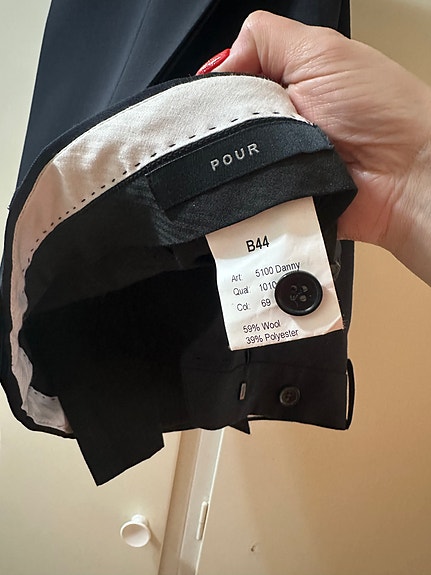 POUR
B44
Art. 5100 Danny
Qual 1010
Col. 69
59% Wool
39% Polyester